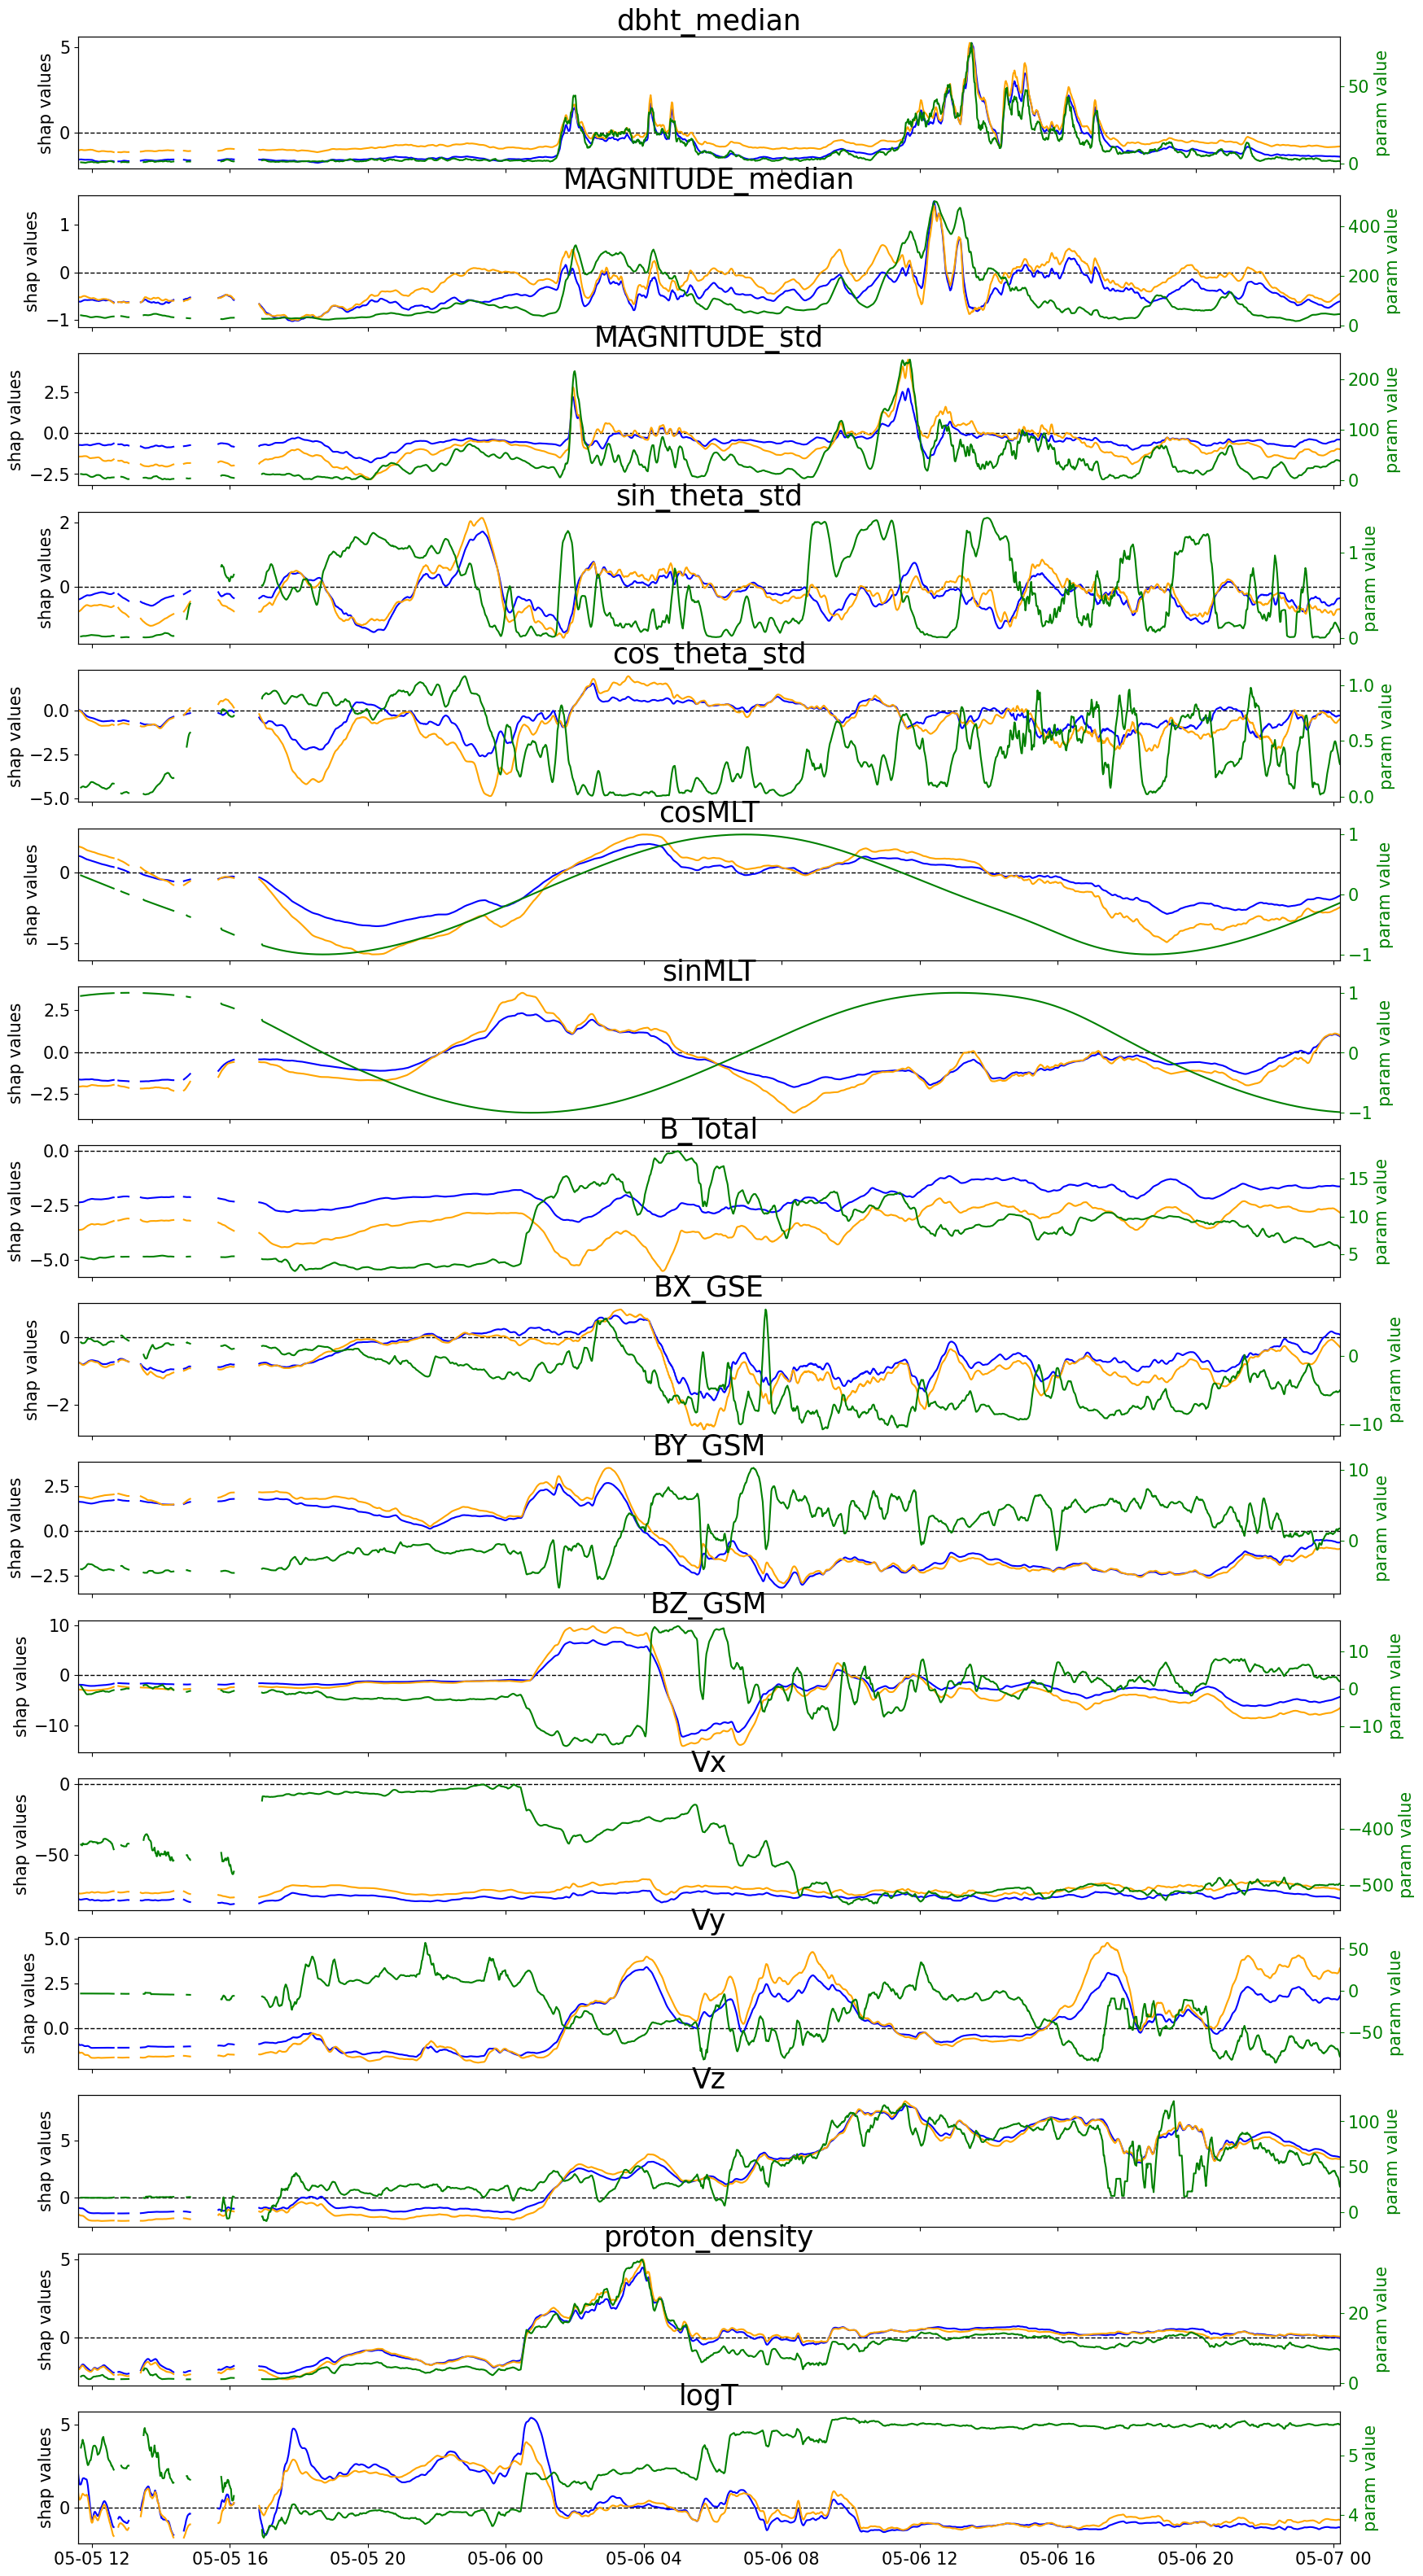 dbht_median
5
0
shap values
50
0
param value
MAGNITUDE_median
1
0
−1
shap values
400
200
0
param value
MAGNITUDE_std
2.5
0.0
−2.5
shap values
200
100
0
param value
sin_theta_std
2
0
shap values
1
0
param value
cos_theta_std
0.0
−2.5
−5.0
shap values
1.0
0.5
0.0
param value
cosMLT
0
−5
shap values
1
0
−1
param value
sinMLT
2.5
0.0
−2.5
shap values
1
0
−1
param value
B_Total
0.0
−2.5
−5.0
shap values
15
10
5
param value
BX_GSE
0
−2
shap values
0
−10
param value
BY_GSM
2.5
0.0
−2.5
shap values
10
0
param value
BZ_GSM
10
0
−10
shap values
10
0
−10
param value
Vx
0
−50
shap values
−400
−500
param value
Vy
5.0
2.5
0.0
shap values
50
0
−50
param value
Vz
5
0
shap values
100
50
0
param value
proton_density
5
0
shap values
20
0
param value
logT
5
0
shap values
5
4
param value
05-05 12 05-05 16 05-05 20 05-06 00 05-06 04 05-06 08 05-06 12 05-06 16 05-06 20 05-07 00